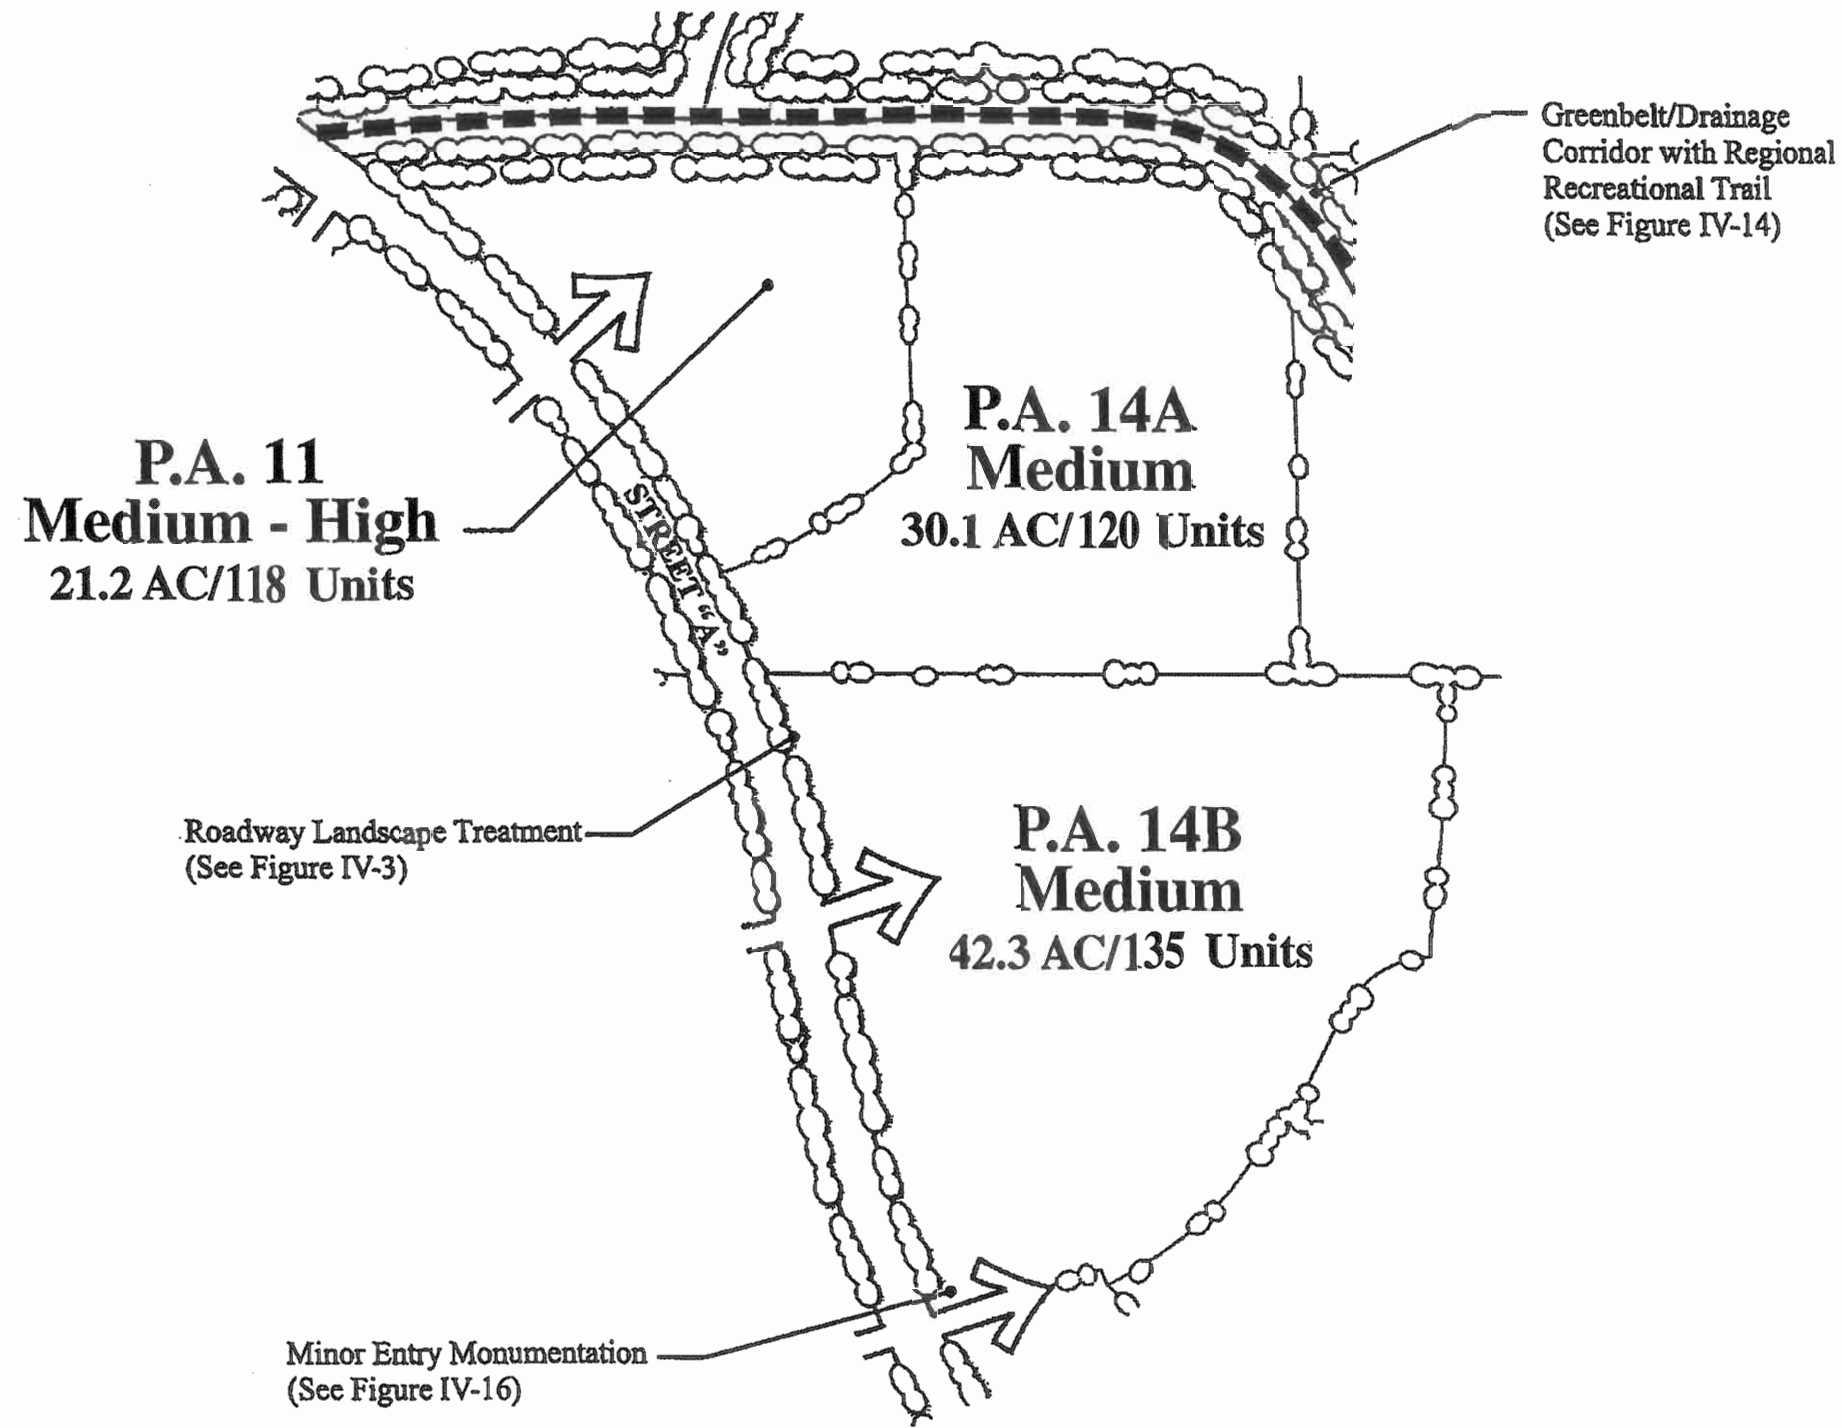 Greenbelt/Drainage
Corridor with Regional
Recreational Trail
(See Figure IV-14)
P.A. 11
Medium - High
21.2 AC/118 Units
P.A. 14A
Medium
30.1 AC/120 Units
STREET “A”
Roadway Landscape Treatment
(See Figure IV-3)
P.A. 14B
Medium
42.3 AC/135 Units
Minor Entry Monumentation
(See Figure IV-16)